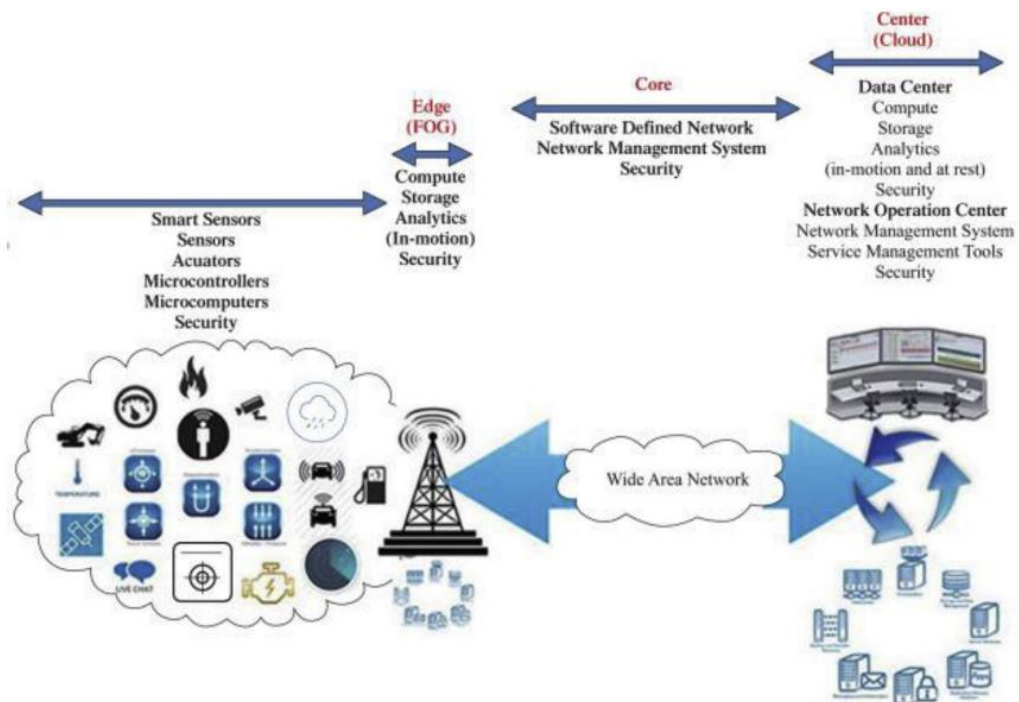 Center
(Cloud)
Data Center
Compute
Storage
Analytics
(in-motion and at rest)
Security
Network Operation Center
Network Management System
Service Management Tools
Security
Core
Software Defined Network
Network Management System
Security
Edge
(FOG)
Compute
Storage
Analytics
(In-motion)
Security
Smart Sensors
Sensors
Acuators
Microcontrollers
Microcomputers
Security
TEMPERATURE
LIVE CHAT
Wide Area Network